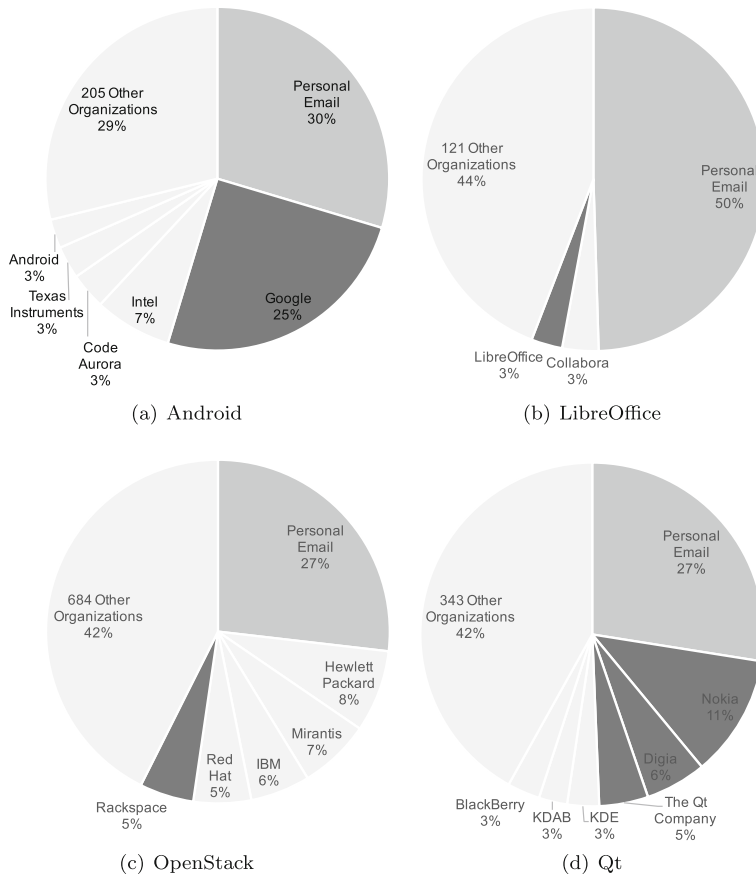 205 Other
Organizations
29%
Personal
Email
30%
Google
25%
Intel
7%
Code
Aurora
3%
Texas
Instruments
3%
Android
3%
(a) Android
121 Other
Organizations
44%
Personal
Email
50%
LibreOffice
3%
Collabora
3%
(b) LibreOffice
684 Other
Organizations
42%
Personal
Email
27%
Hewlett
Packard
8%
Mirantis
7%
IBM
6%
Red
Hat
5%
Rackspace
5%
(c) OpenStack
343 Other
Organizations
42%
Personal
Email
27%
Nokia
11%
Digia
6%
The Qt
Company
5%
KDE
3%
KDAB
3%
BlackBerry
3%
(d) Qt